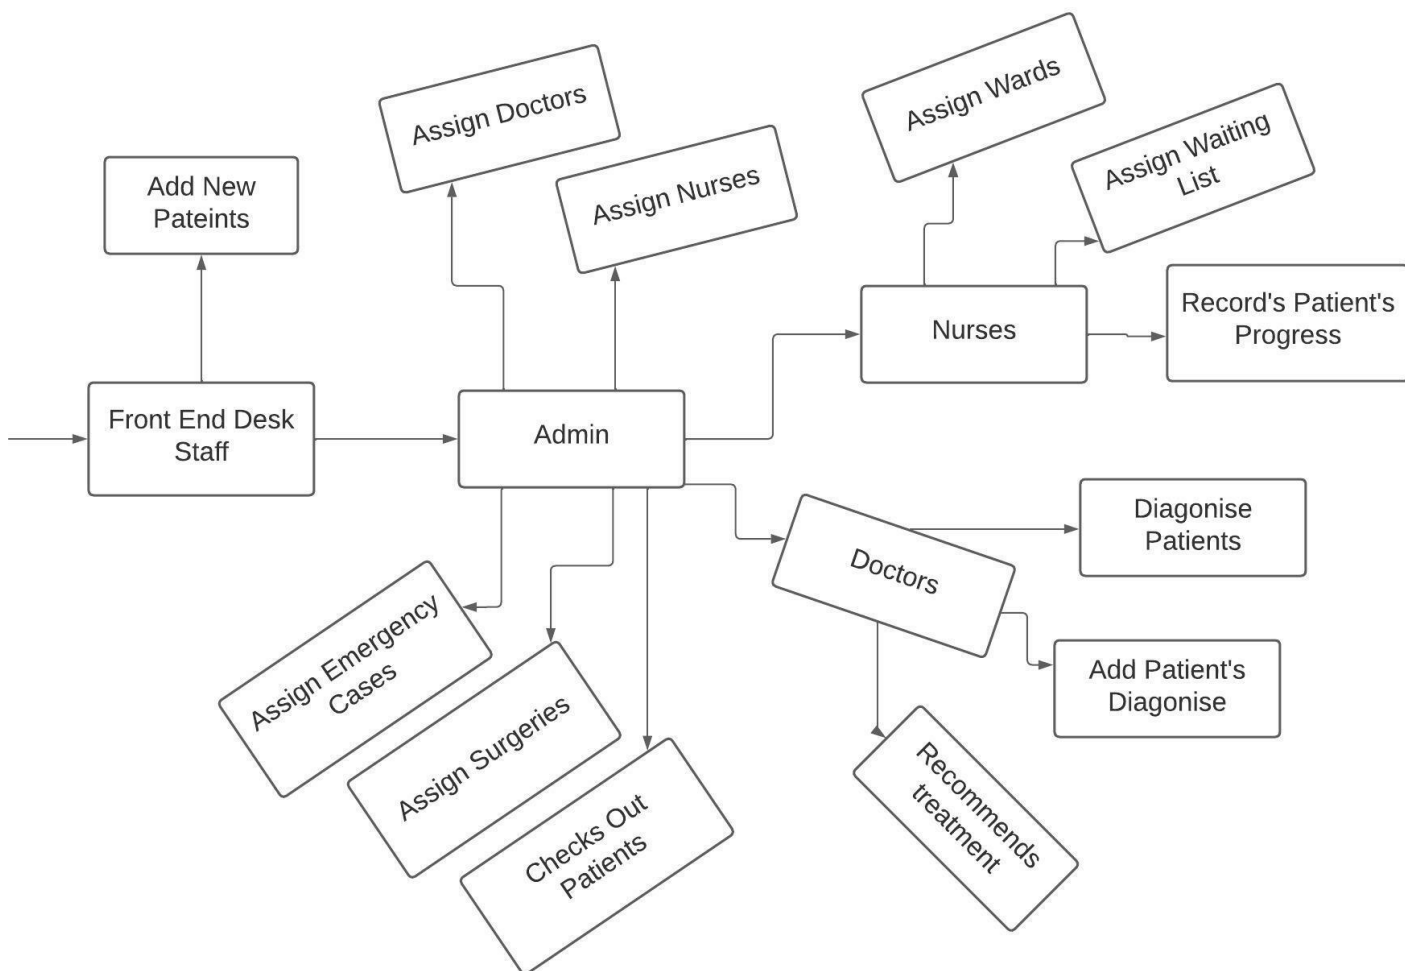 Assign Doctors
Assign Wards
Assign Waiting
List
Add New
Pateints
Assign Nurses
Nurses
Record's Patient's
Progress
Front End Desk
Staff
Admin
Doctors
Diagonise
Patients
Assign Emergency
Cases
Add Patient's
Diagonise
Assign Surgeries
Recommends
treatment
Checks Out
Patients